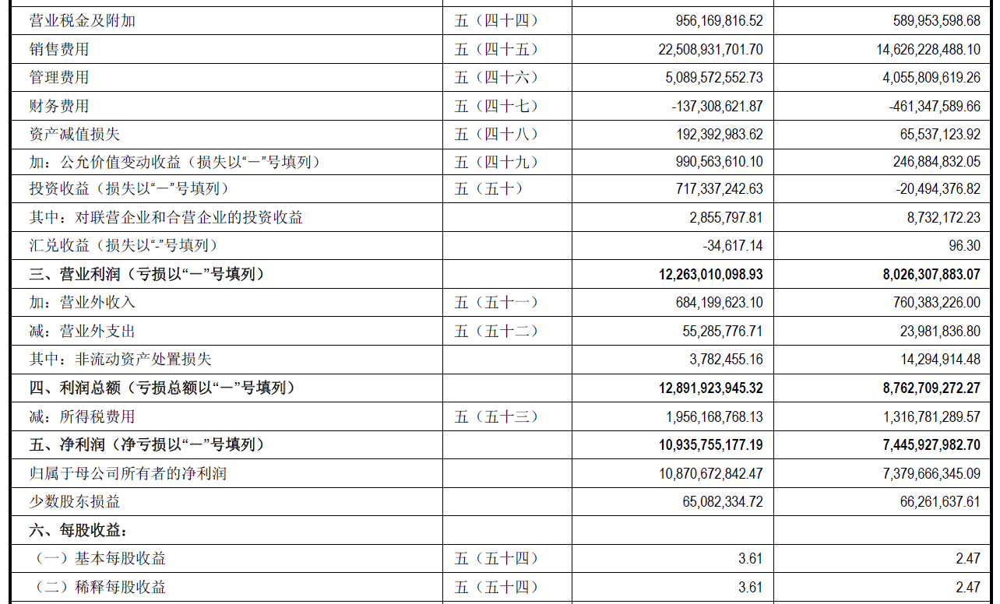 营业税金及附加 五（四十四） 956,169,816.52 589,953,598.68
销售费用 五（四十五） 22,508,931,701.70 14,626,228,488.10
管理费用 五（四十六） 5,089,572,552.73 4,055,809,619.26
财务费用 五（四十七） -137,308,621.87 -461,347,589.66
资产减值损失 五（四十八） 192,392,983.62 65,537,123.92
加：公允价值变动收益（损失以“－”号填列） 五（四十九） 990,563,610.10 246,884,832.05
投资收益（损失以“－”号填列） 五（五十） 717,337,242.63 -20,494,376.82
其中：对联营企业和合营企业的投资收益 2,855,797.81 8,732,172.23
汇兑收益（损失以“-”号填列） -34,617.14 96.30
三、营业利润（亏损以“－”号填列） 12,263,010,098.93 8,026,307,883.07
加：营业外收入 五（五十一） 684,199,623.10 760,383,226.00
减：营业外支出 五（五十二） 55,285,776.71 23,981,836.80
其中：非流动资产处置损失 3,782,455.16 14,294,914.48
四、利润总额（亏损总额以“－”号填列） 12,891,923,945.32 8,762,709,272.27
减：所得税费用 五（五十三） 1,956,168,768.13 1,316,781,289.57
五、净利润（净亏损以“－”号填列） 10,935,755,177.19 7,445,927,982.70
归属于母公司所有者的净利润 10,870,672,842.47 7,379,666,345.09
少数股东损益 65,082,334.72 66,261,637.61
六、每股收益：
（一）基本每股收益 五（五十四） 3.61 2.47
（二）稀释每股收益 五（五十四） 3.61 2.47